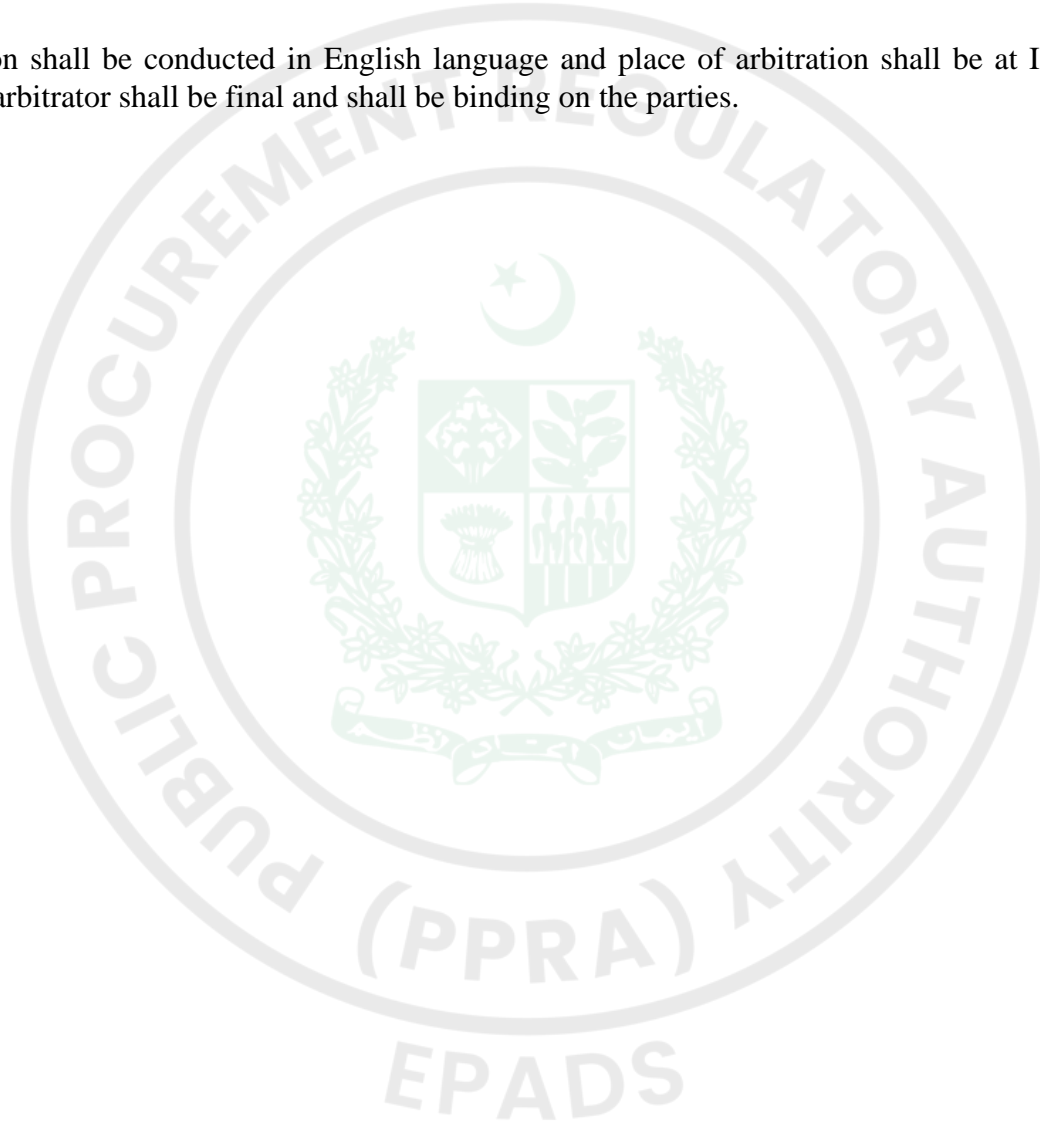 on shall be conducted in English language and place of arbitration shall be at I
arbitrator shall be final and shall be binding on the parties.
PUBLIC PROCUREMENT REGULATORY AUTHORITY
(PPRA)
EPADS